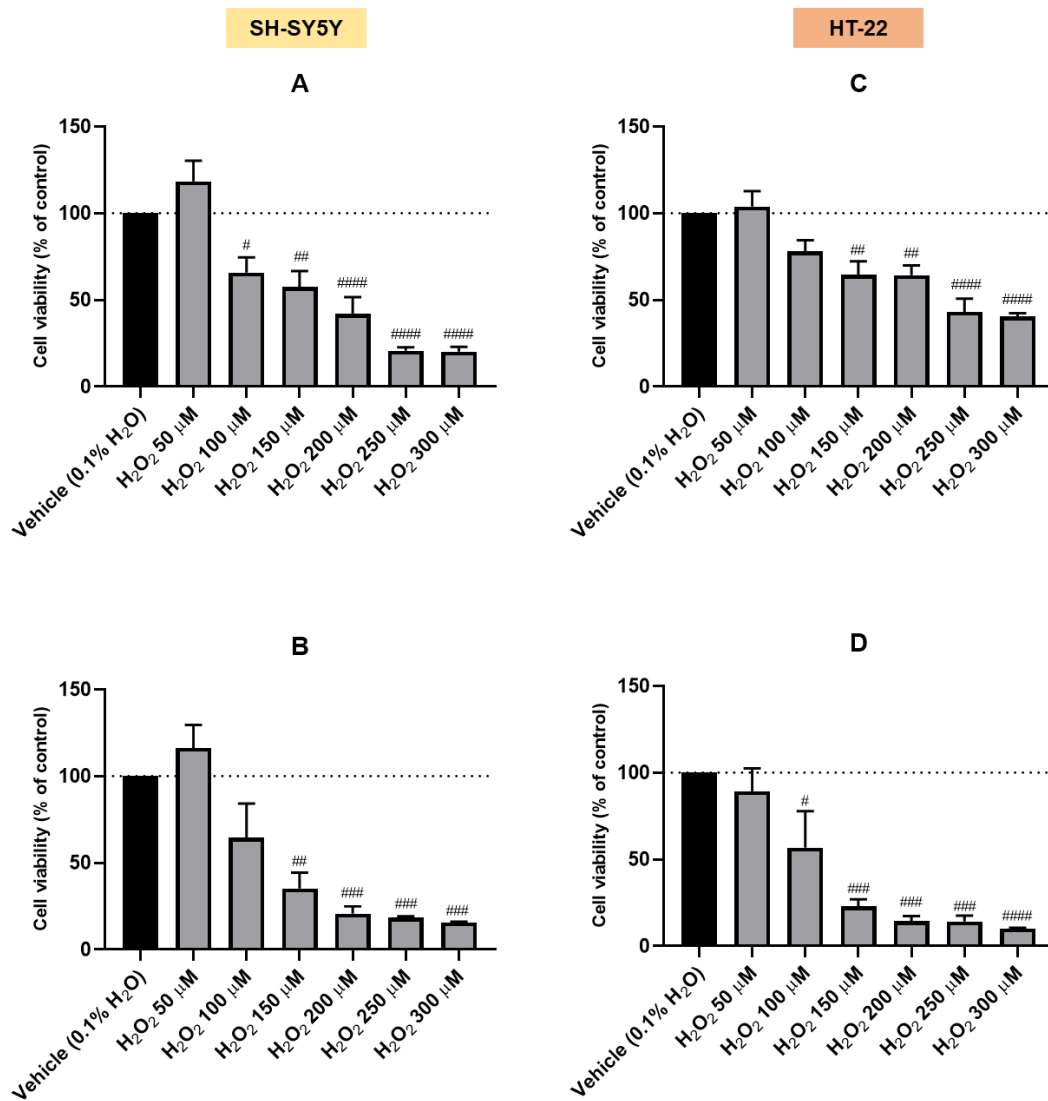 SH-SY5Y
HT-22
A
Cell viability (% of control)
150
100
50
0
#
##
####
####
####
Vehicle (0.1% H₂O)
H₂O₂ 50 μM
H₂O₂ 100 μM
H₂O₂ 150 μM
H₂O₂ 200 μM
H₂O₂ 250 μM
H₂O₂ 300 μM
C
Cell viability (% of control)
150
100
50
0
##
##
####
####
Vehicle (0.1% H₂O)
H₂O₂ 50 μM
H₂O₂ 100 μM
H₂O₂ 150 μM
H₂O₂ 200 μM
H₂O₂ 250 μM
H₂O₂ 300 μM
B
Cell viability (% of control)
150
100
50
0
##
###
###
###
Vehicle (0.1% H₂O)
H₂O₂ 50 μM
H₂O₂ 100 μM
H₂O₂ 150 μM
H₂O₂ 200 μM
H₂O₂ 250 μM
H₂O₂ 300 μM
D
Cell viability (% of control)
150
100
50
0
#
###
###
###
####
Vehicle (0.1% H₂O)
H₂O₂ 50 μM
H₂O₂ 100 μM
H₂O₂ 150 μM
H₂O₂ 200 μM
H₂O₂ 250 μM
H₂O₂ 300 μM